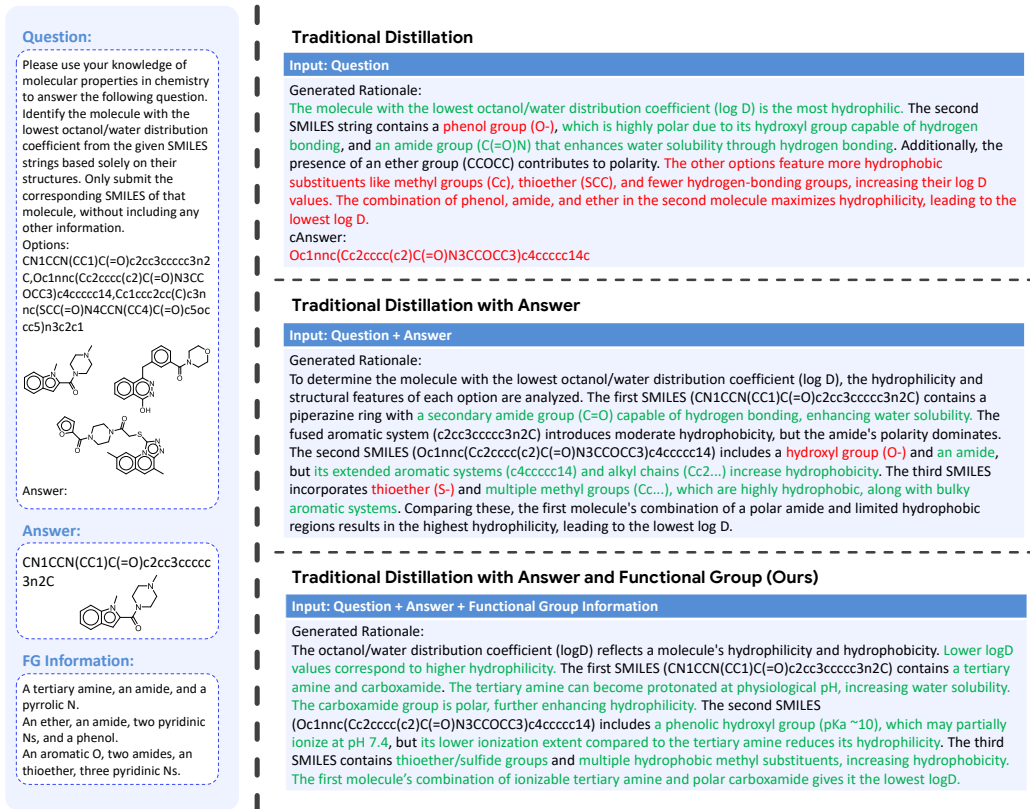 Question:
Please use your knowledge of
molecular properties in chemistry
to answer the following question.
Identify the molecule with the
lowest octanol/water distribution
coefficient from the given SMILES
strings based solely on their
structures. Only submit the
corresponding SMILES of that
molecule, without including any
other information.
Options:
CN1CCN(CC1)C(=O)c2cc3ccccc3n2
C,Oc1nnc(Cc2cccc(c2)C(=O)N3CC
OCC3)c4ccccc14,Cc1ccc2cc(C)c3n
nc(SCC(=O)N4CCN(CC4)C(=O)c5oc
cc5)n3c2c1
N
N
N
O
N
O
O
N
N
OH
O
O
N
N
O
S
N
N
N
Answer:
Answer:
CN1CCN(CC1)C(=O)c2cc3ccccc
3n2C
N
N
N
O
FG Information:
A tertiary amine, an amide, and a
pyrrolic N.
An ether, an amide, two pyridinic
Ns, and a phenol.
An aromatic O, two amides, an
thioether, three pyridinic Ns.
Traditional Distillation
Input: Question
Generated Rationale:
The molecule with the lowest octanol/water distribution coefficient (log D) is the most hydrophilic. The second
SMILES string contains a phenol group (O-), which is highly polar due to its hydroxyl group capable of hydrogen
bonding, and an amide group (C(=O)N) that enhances water solubility through hydrogen bonding. Additionally, the
presence of an ether group (CCOCC) contributes to polarity. The other options feature more hydrophobic
substituents like methyl groups (Cc), thioether (SCC), and fewer hydrogen-bonding groups, increasing their log D
values. The combination of phenol, amide, and ether in the second molecule maximizes hydrophilicity, leading to the
lowest log D.
cAnswer:
Oc1nnc(Cc2cccc(c2)C(=O)N3CCOCC3)c4ccccc14c
Traditional Distillation with Answer
Input: Question + Answer
Generated Rationale:
To determine the molecule with the lowest octanol/water distribution coefficient (log D), the hydrophilicity and
structural features of each option are analyzed. The first SMILES (CN1CCN(CC1)C(=O)c2cc3ccccc3n2C) contains a
piperazine ring with a secondary amide group (C=O) capable of hydrogen bonding, enhancing water solubility. The
fused aromatic system (c2cc3ccccc3n2C) introduces moderate hydrophobicity, but the amide's polarity dominates.
The second SMILES (Oc1nnc(Cc2cccc(c2)C(=O)N3CCOCC3)c4ccccc14) includes a hydroxyl group (O-) and an amide,
but its extended aromatic systems (c4ccccc14) and alkyl chains (Cc2...) increase hydrophobicity. The third SMILES
incorporates thioether (S-) and multiple methyl groups (Cc...), which are highly hydrophobic, along with bulky
aromatic systems. Comparing these, the first molecule's combination of a polar amide and limited hydrophobic
regions results in the highest hydrophilicity, leading to the lowest log D.
Traditional Distillation with Answer and Functional Group (Ours)
Input: Question + Answer + Functional Group Information
Generated Rationale:
The octanol/water distribution coefficient (logD) reflects a molecule's hydrophilicity and hydrophobicity. Lower logD
values correspond to higher hydrophilicity. The first SMILES (CN1CCN(CC1)C(=O)c2cc3ccccc3n2C) contains a tertiary
amine and carboxamide. The tertiary amine can become protonated at physiological pH, increasing water solubility.
The carboxamide group is polar, further enhancing hydrophilicity. The second SMILES
(Oc1nnc(Cc2cccc(c2)C(=O)N3CCOCC3)c4ccccc14) includes a phenolic hydroxyl group (pKa ~10), which may partially
ionize at pH 7.4, but its lower ionization extent compared to the tertiary amine reduces its hydrophilicity. The third
SMILES contains thioether/sulfide groups and multiple hydrophobic methyl substituents, increasing hydrophobicity.
The first molecule's combination of ionizable tertiary amine and polar carboxamide gives it the lowest logD.